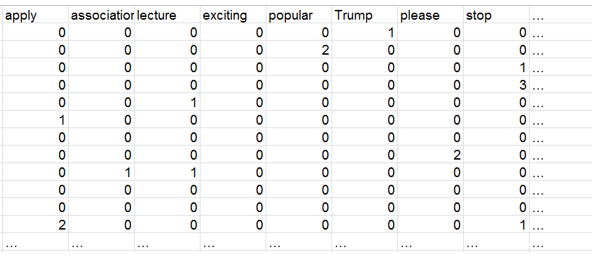 apply association lecture exciting popular Trump please stop ...
0 0 0 0 0 1 0 0 ...
0 0 0 0 2 0 0 0 ...
0 0 0 0 0 0 0 1 ...
0 0 0 0 0 0 0 3 ...
0 0 1 0 0 0 0 0 ...
1 0 0 0 0 0 0 0 ...
0 0 0 0 0 0 0 0 ...
0 0 0 0 0 0 2 0 ...
0 1 1 0 0 0 0 0 ...
0 0 0 0 0 0 0 0 ...
0 0 0 0 0 0 0 0 ...
2 0 0 0 0 0 0 1 ...
... ... ... ... ... ... ... ... ...